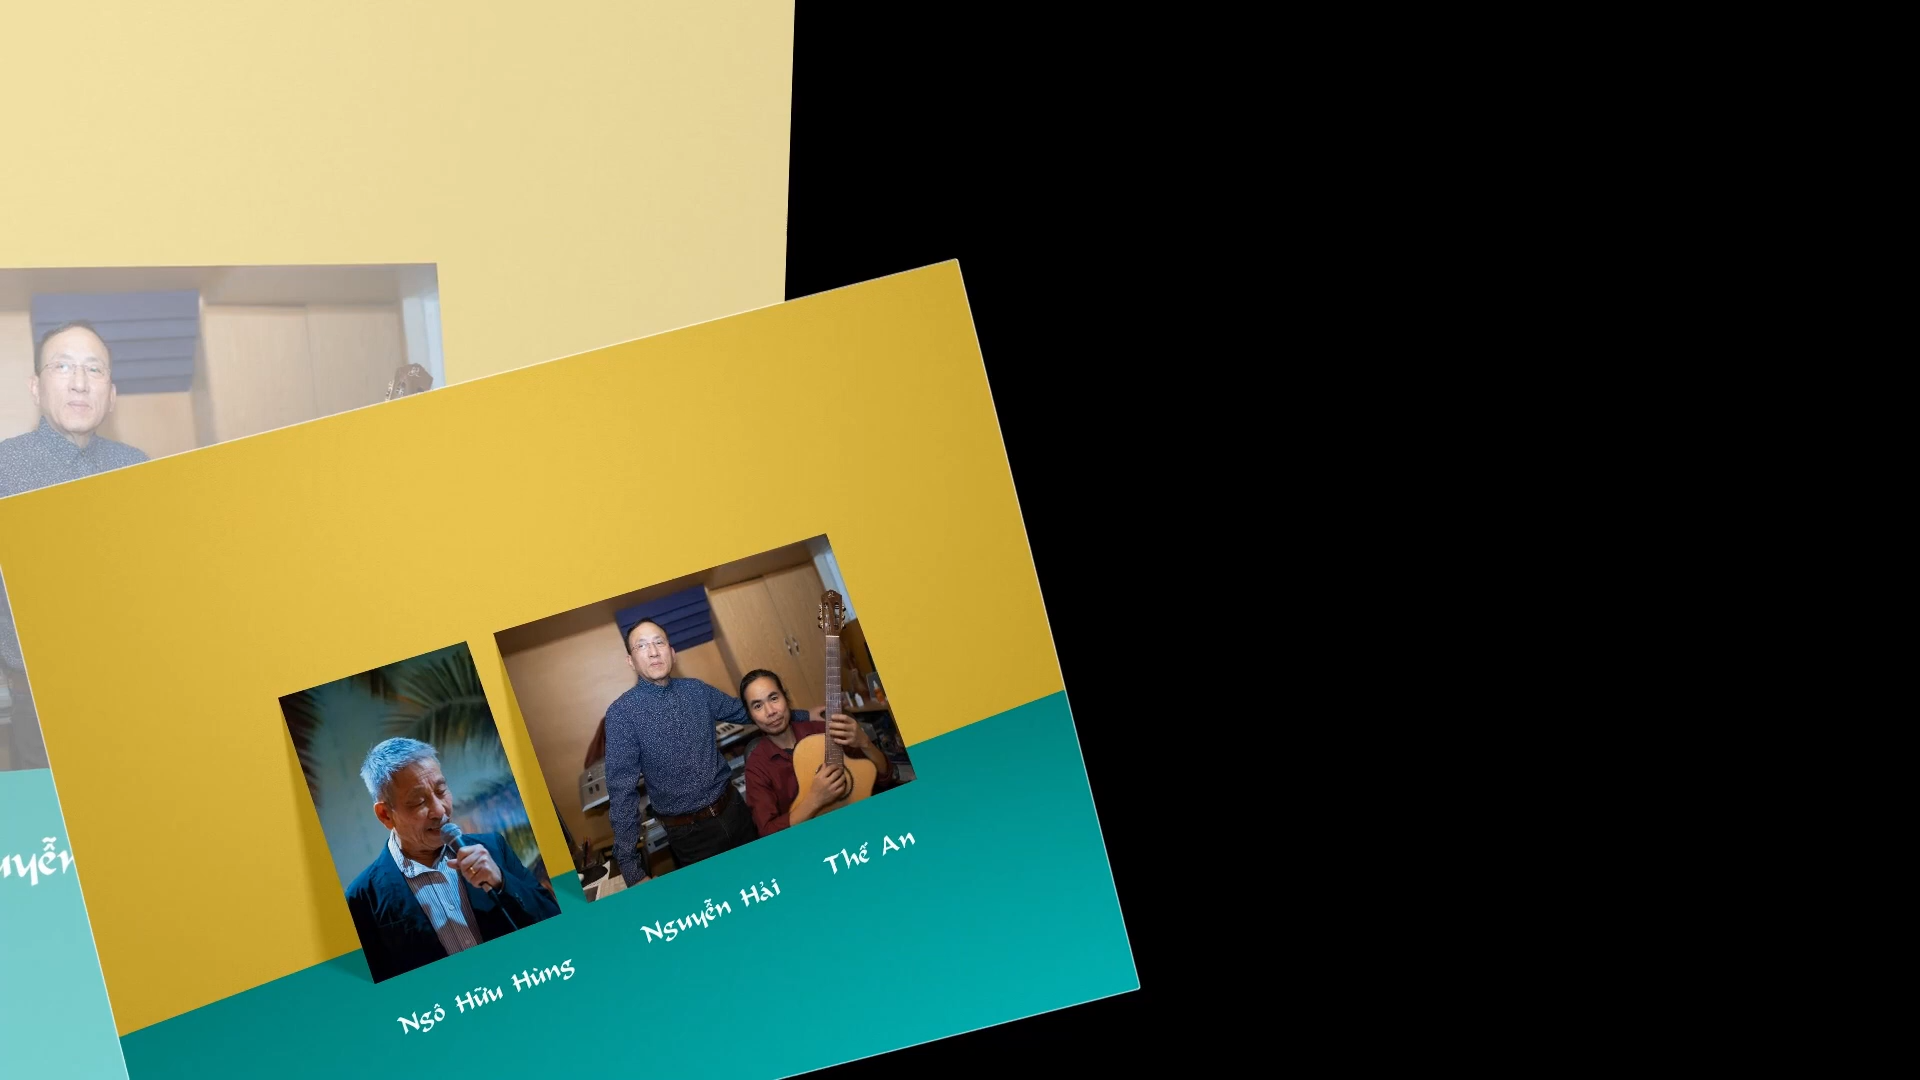 Ngô Hữu Hùng
Nguyễn Hải
Thế An